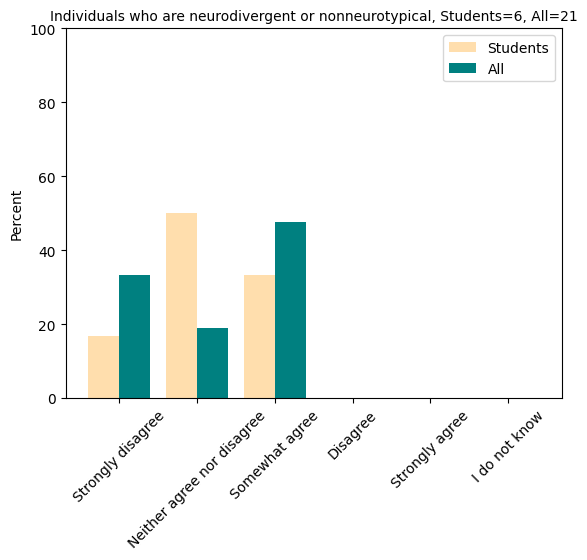 Individuals who are neurodivergent or nonneurotypical, Students=6, All=21
Students
All
Percent
100
80
60
40
20
0
Strongly disagree
Neither agree nor disagree
Somewhat agree
Disagree
Strongly agree
I do not know